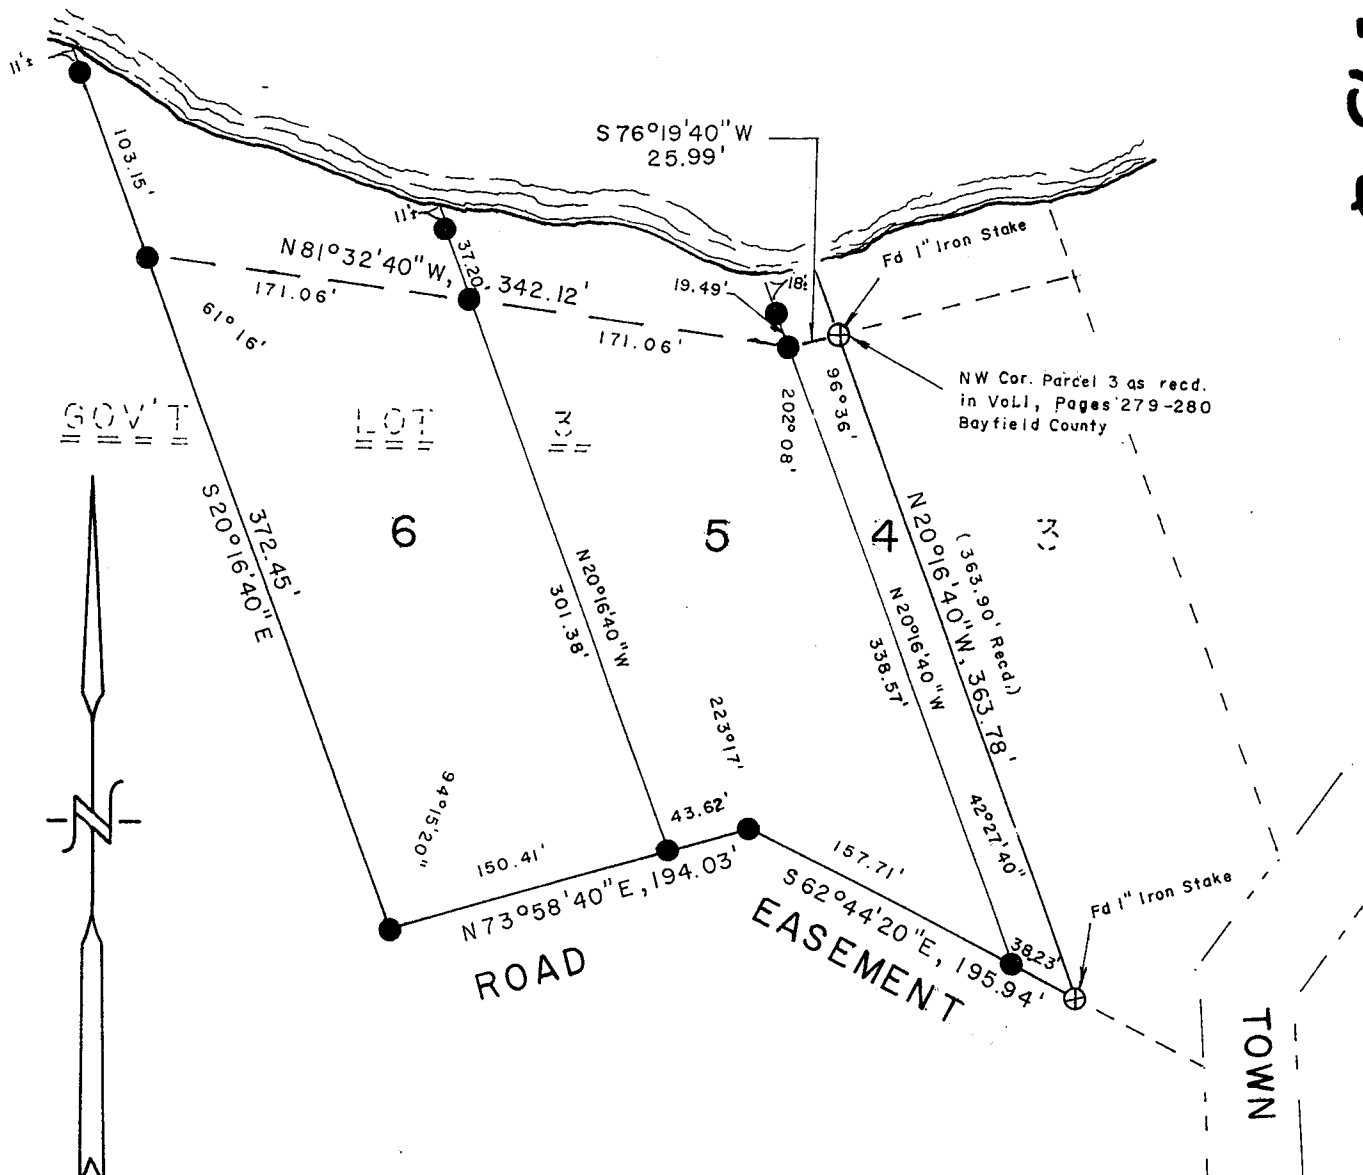 11'±
103.15'
S 76°19'40" W
25.99'
11'±
37.20'
N 81°32'40" W, 342.12'
171.06'
61°16'
171.06'
19.49'
18'±
Fd 1" Iron Stake
NW Cor. Parcel 3 as recd.
in Vol.1, Pages 279-280
Bayfield County
GOV'T LOT 3
202°08'
96°36'
6
5
4
3
372.45'
S 20°16'40" E
N 20°16'40" W
301.38'
N 20°16'40" W
338.57'
(363.90' Recd.)
N 20°16'40" W, 363.78'
223°17'
94°15'20"
42°27'40"
150.41'
43.62'
N 73°58'40" E, 194.03'
157.71'
S 62°44'20" E, 195.94'
38.23'
Fd 1" Iron Stake
ROAD
EASEMENT
TOWN
N